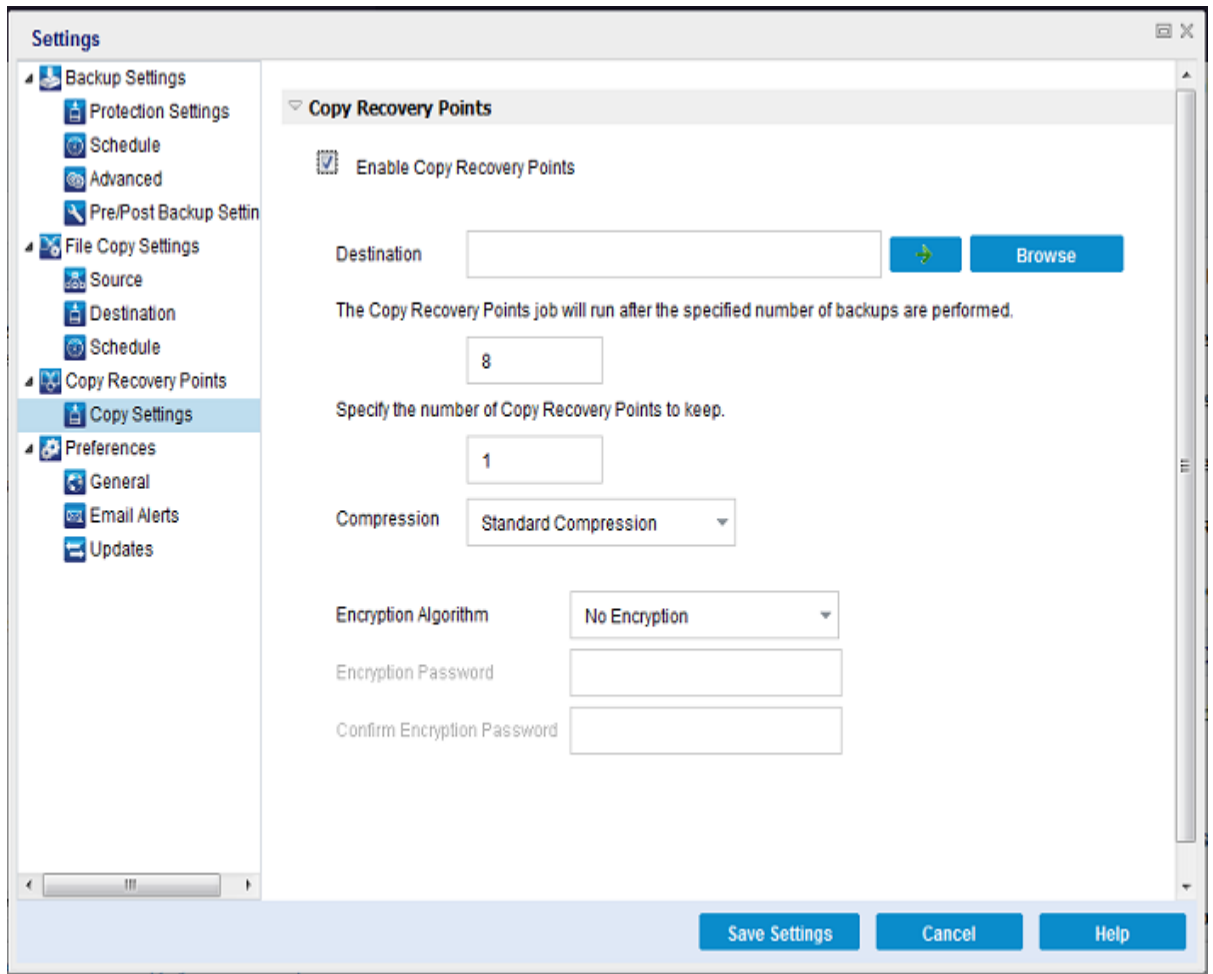 Settings
Backup Settings
Protection Settings
Schedule
Advanced
Pre/Post Backup Settin
File Copy Settings
Source
Destination
Schedule
Copy Recovery Points
Copy Settings
Preferences
General
Email Alerts
Updates
Copy Recovery Points
Enable Copy Recovery Points
Destination
Browse
The Copy Recovery Points job will run after the specified number of backups are performed.
8
Specify the number of Copy Recovery Points to keep.
1
Compression Standard Compression
Encryption Algorithm No Encryption
Encryption Password
Confirm Encryption Password
Save Settings Cancel Help